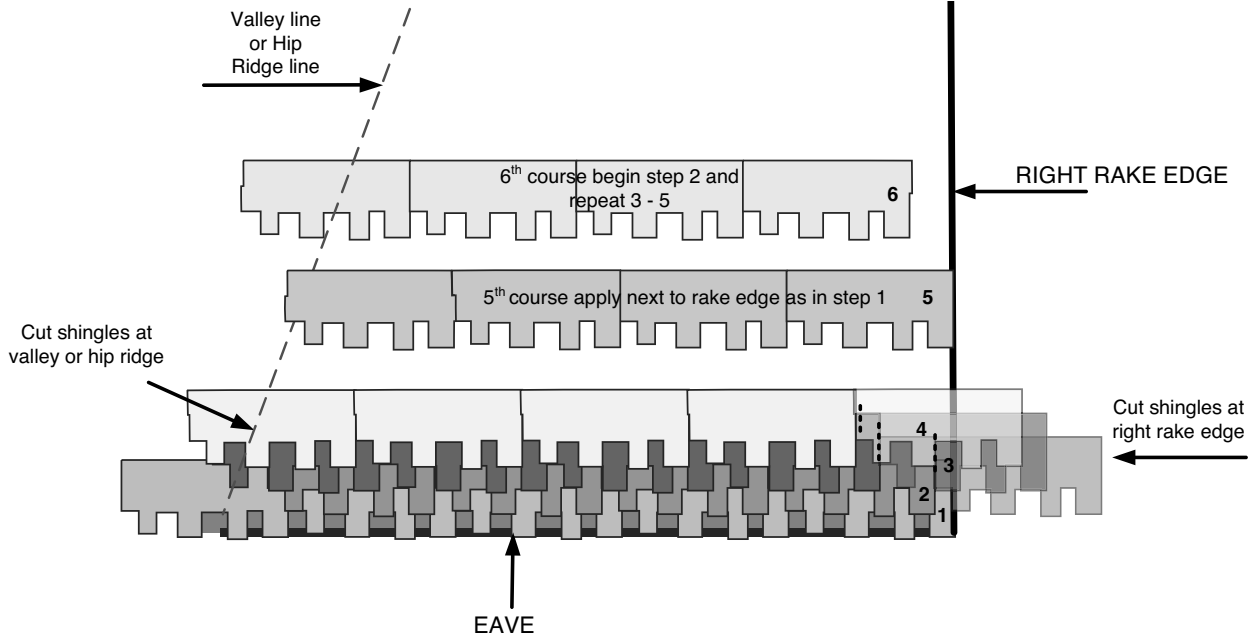 Valley line
or Hip
Ridge line
6th course begin step 2 and
repeat 3 - 5
6
RIGHT RAKE EDGE
5th course apply next to rake edge as in step 1
5
Cut shingles at
valley or hip ridge
Cut shingles at
right rake edge
4
3
2
1
EAVE